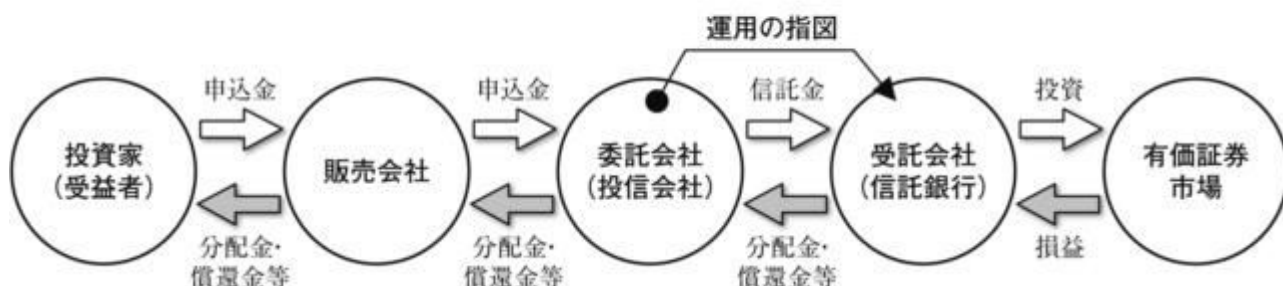 運用の指図
申込金
申込金
信託金
投資
投資家
(受益者)
販売会社
委託会社
(投信会社)
受託会社
(信託銀行)
有価証券
市場
分配金・
償還金等
分配金・
償還金等
分配金・
償還金等
損益